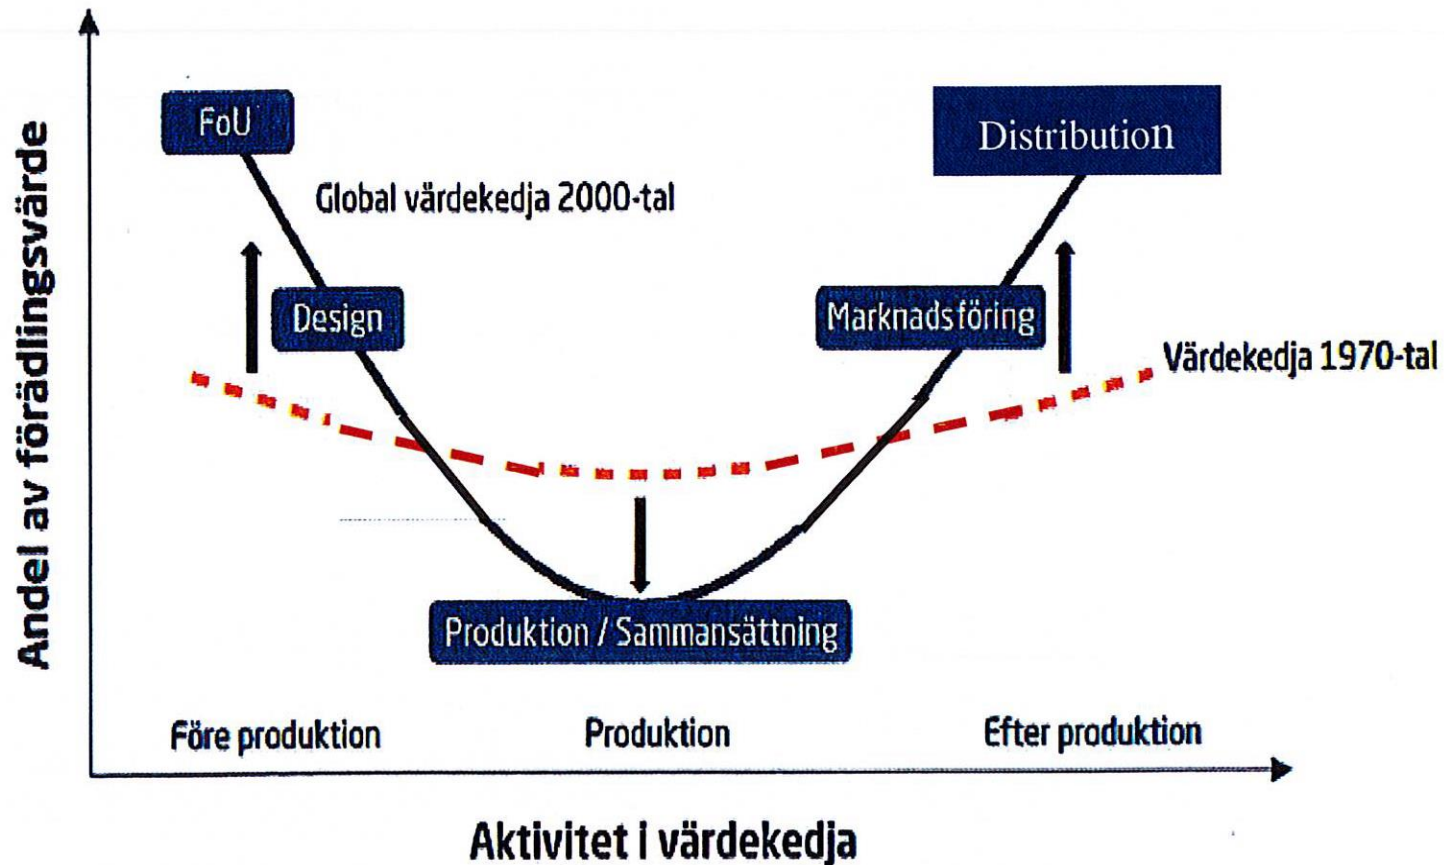 Andel av förädlingsvärde
FoU
Distribution
Global värdekedja 2000-tal
Design
Marknadsföring
Värdekedja 1970-tal
Produktion / Sammansättning
Före produktion
Produktion
Efter produktion
Aktivitet i värdekedja